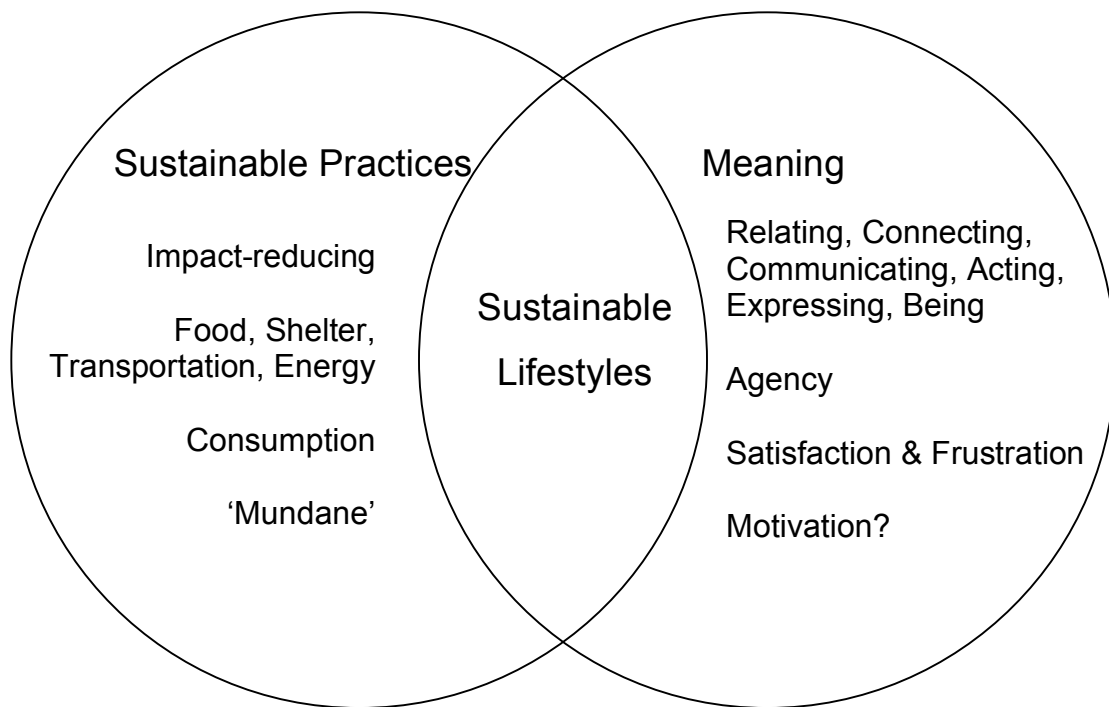 Sustainable Practices
Impact-reducing
Food, Shelter,
Transportation, Energy
Consumption
‘Mundane’
Sustainable
Lifestyles
Meaning
Relating, Connecting,
Communicating, Acting,
Expressing, Being
Agency
Satisfaction & Frustration
Motivation?